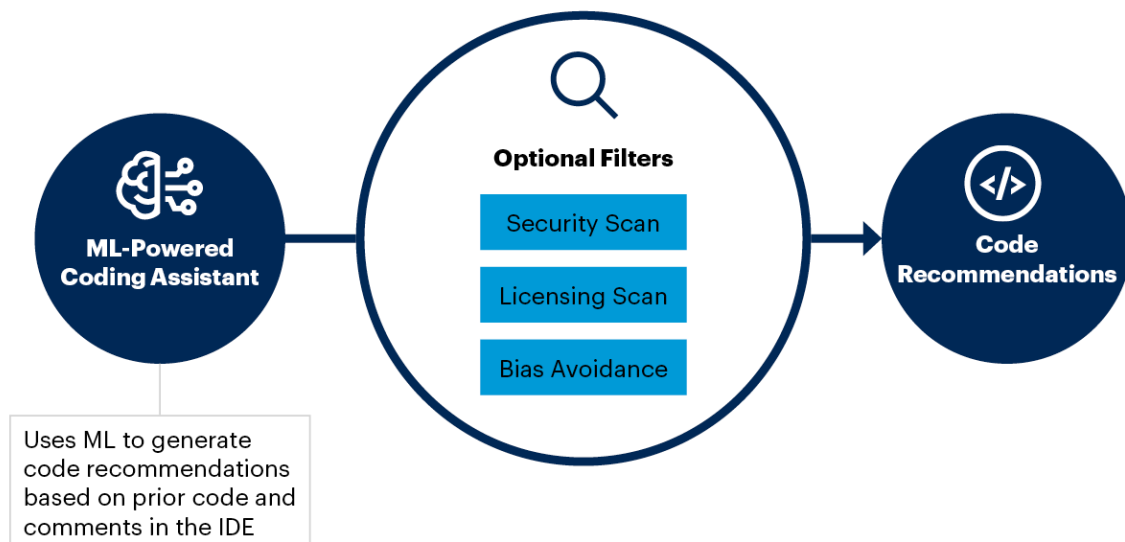 ML-Powered
Coding Assistant
Uses ML to generate
code recommendations
based on prior code and
comments in the IDE
Optional Filters
Security Scan
Licensing Scan
Bias Avoidance
</>
Code
Recommendations